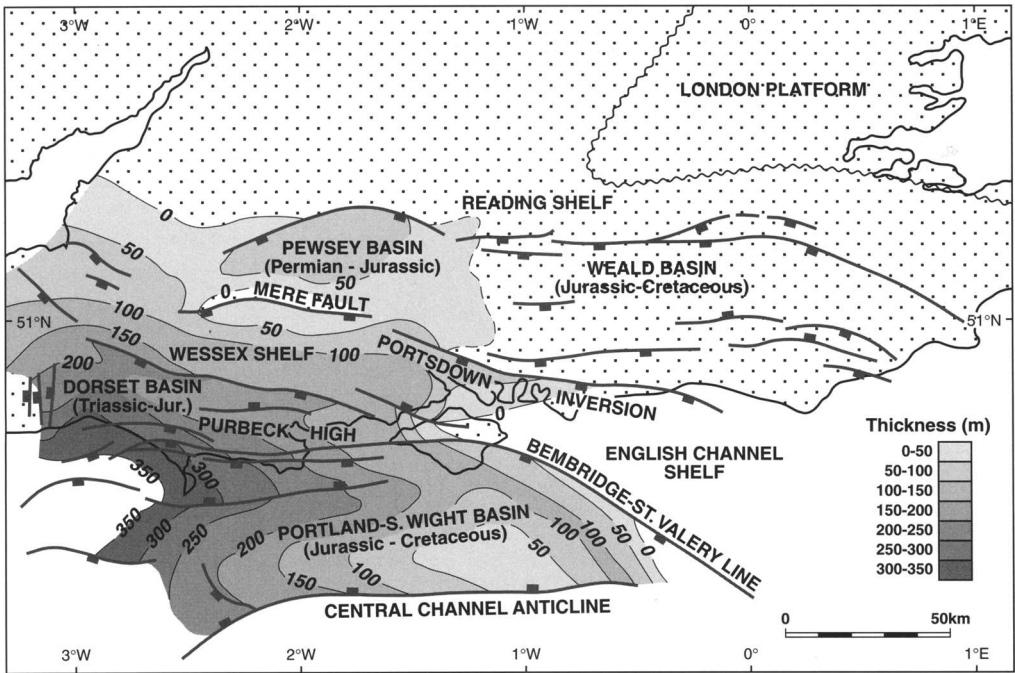 3°W
2°W
1°W
0°
1°E
LONDON PLATFORM
READING SHELF
0
PEWSEY BASIN
(Permian - Jurassic)
50
50
WEALD BASIN
(Jurassic-Cretaceous)
0
MERE FAULT
51°N
51°N
100
50
150
WESSEX SHELF
100
PORTSDOWN
INVERSION
200
DORSET BASIN
(Triassic-Jur.)
0
PURBECK HIGH
ENGLISH CHANNEL
SHELF
BEMBRIDGE-ST. VALERY LINE
350
300
350
300
250
200
PORTLAND-S. WIGHT BASIN
(Jurassic - Cretaceous)
150
100
50
100
100
50
0
CENTRAL CHANNEL ANTICLINE
Thickness (m)
0-50
50-100
100-150
150-200
200-250
250-300
300-350
0
50km
3°W
2°W
1°W
0°
1°E